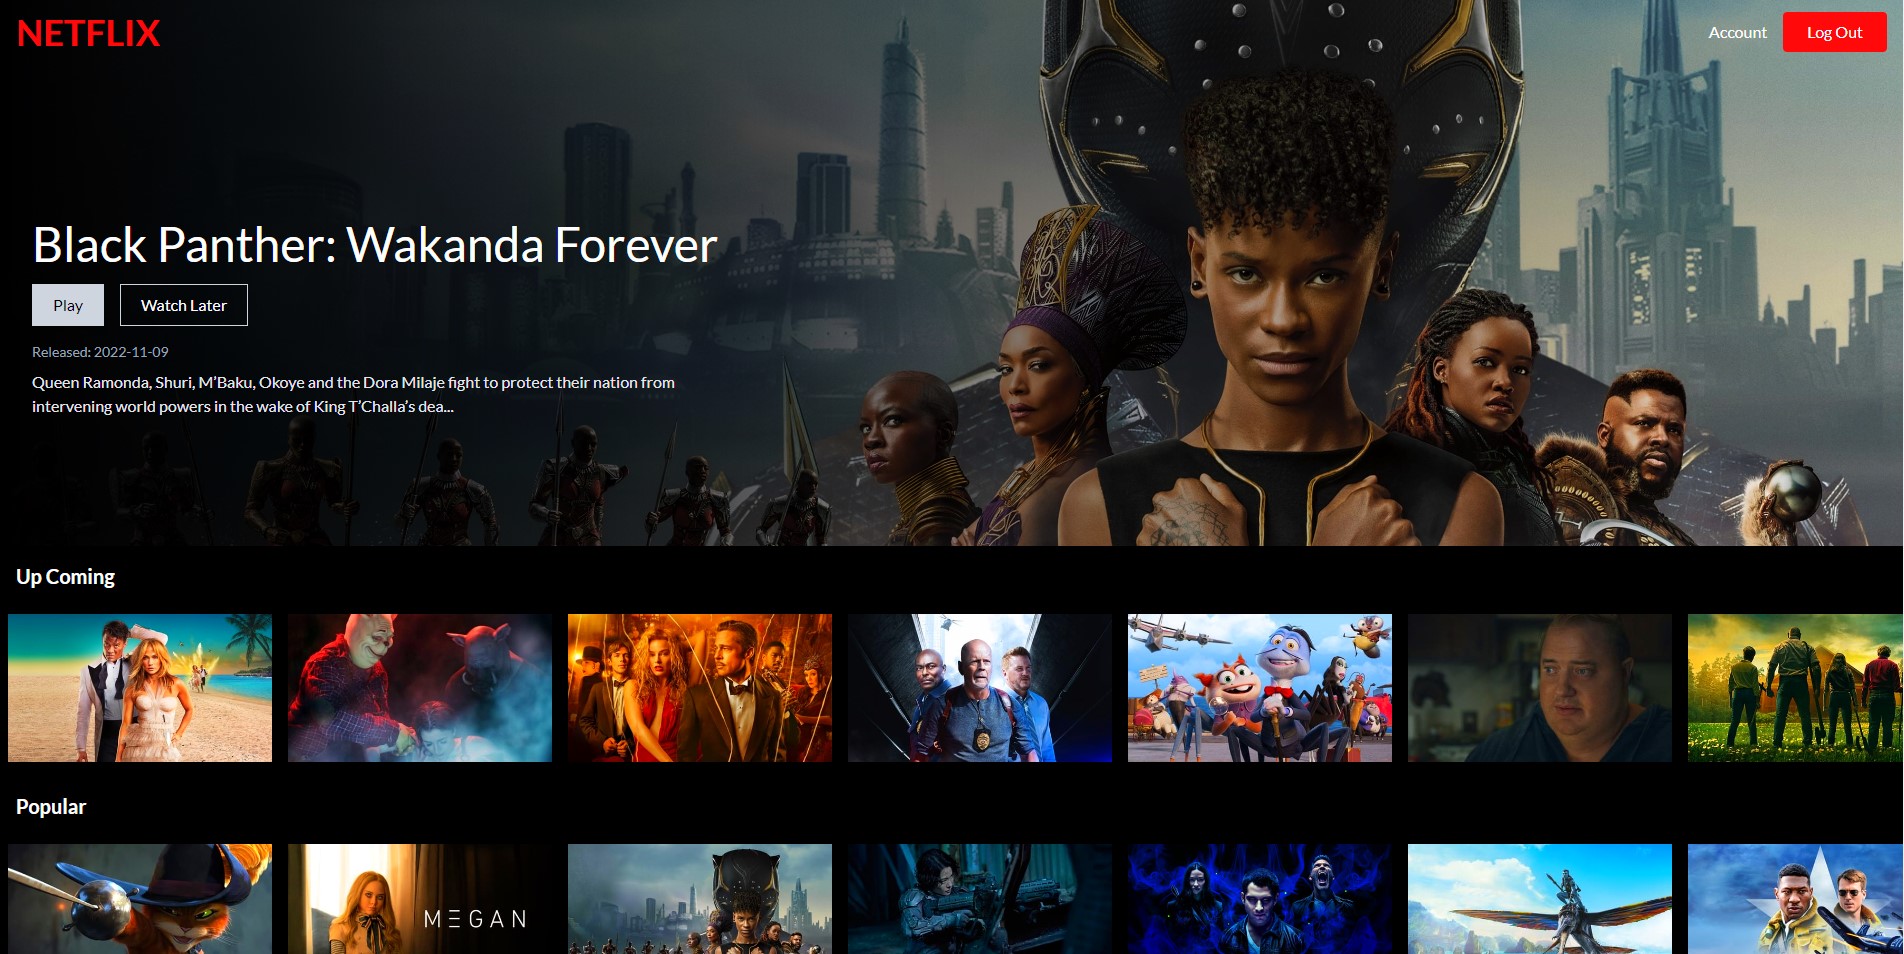 NETFLIX
Account
Log Out
Black Panther: Wakanda Forever
Play
Watch Later
Released: 2022-11-09
Queen Ramonda, Shuri, M’Baku, Okoye and the Dora Milaje fight to protect their nation from
intervening world powers in the wake of King T’Challa’s dea...
Up Coming
Popular
MEGAN